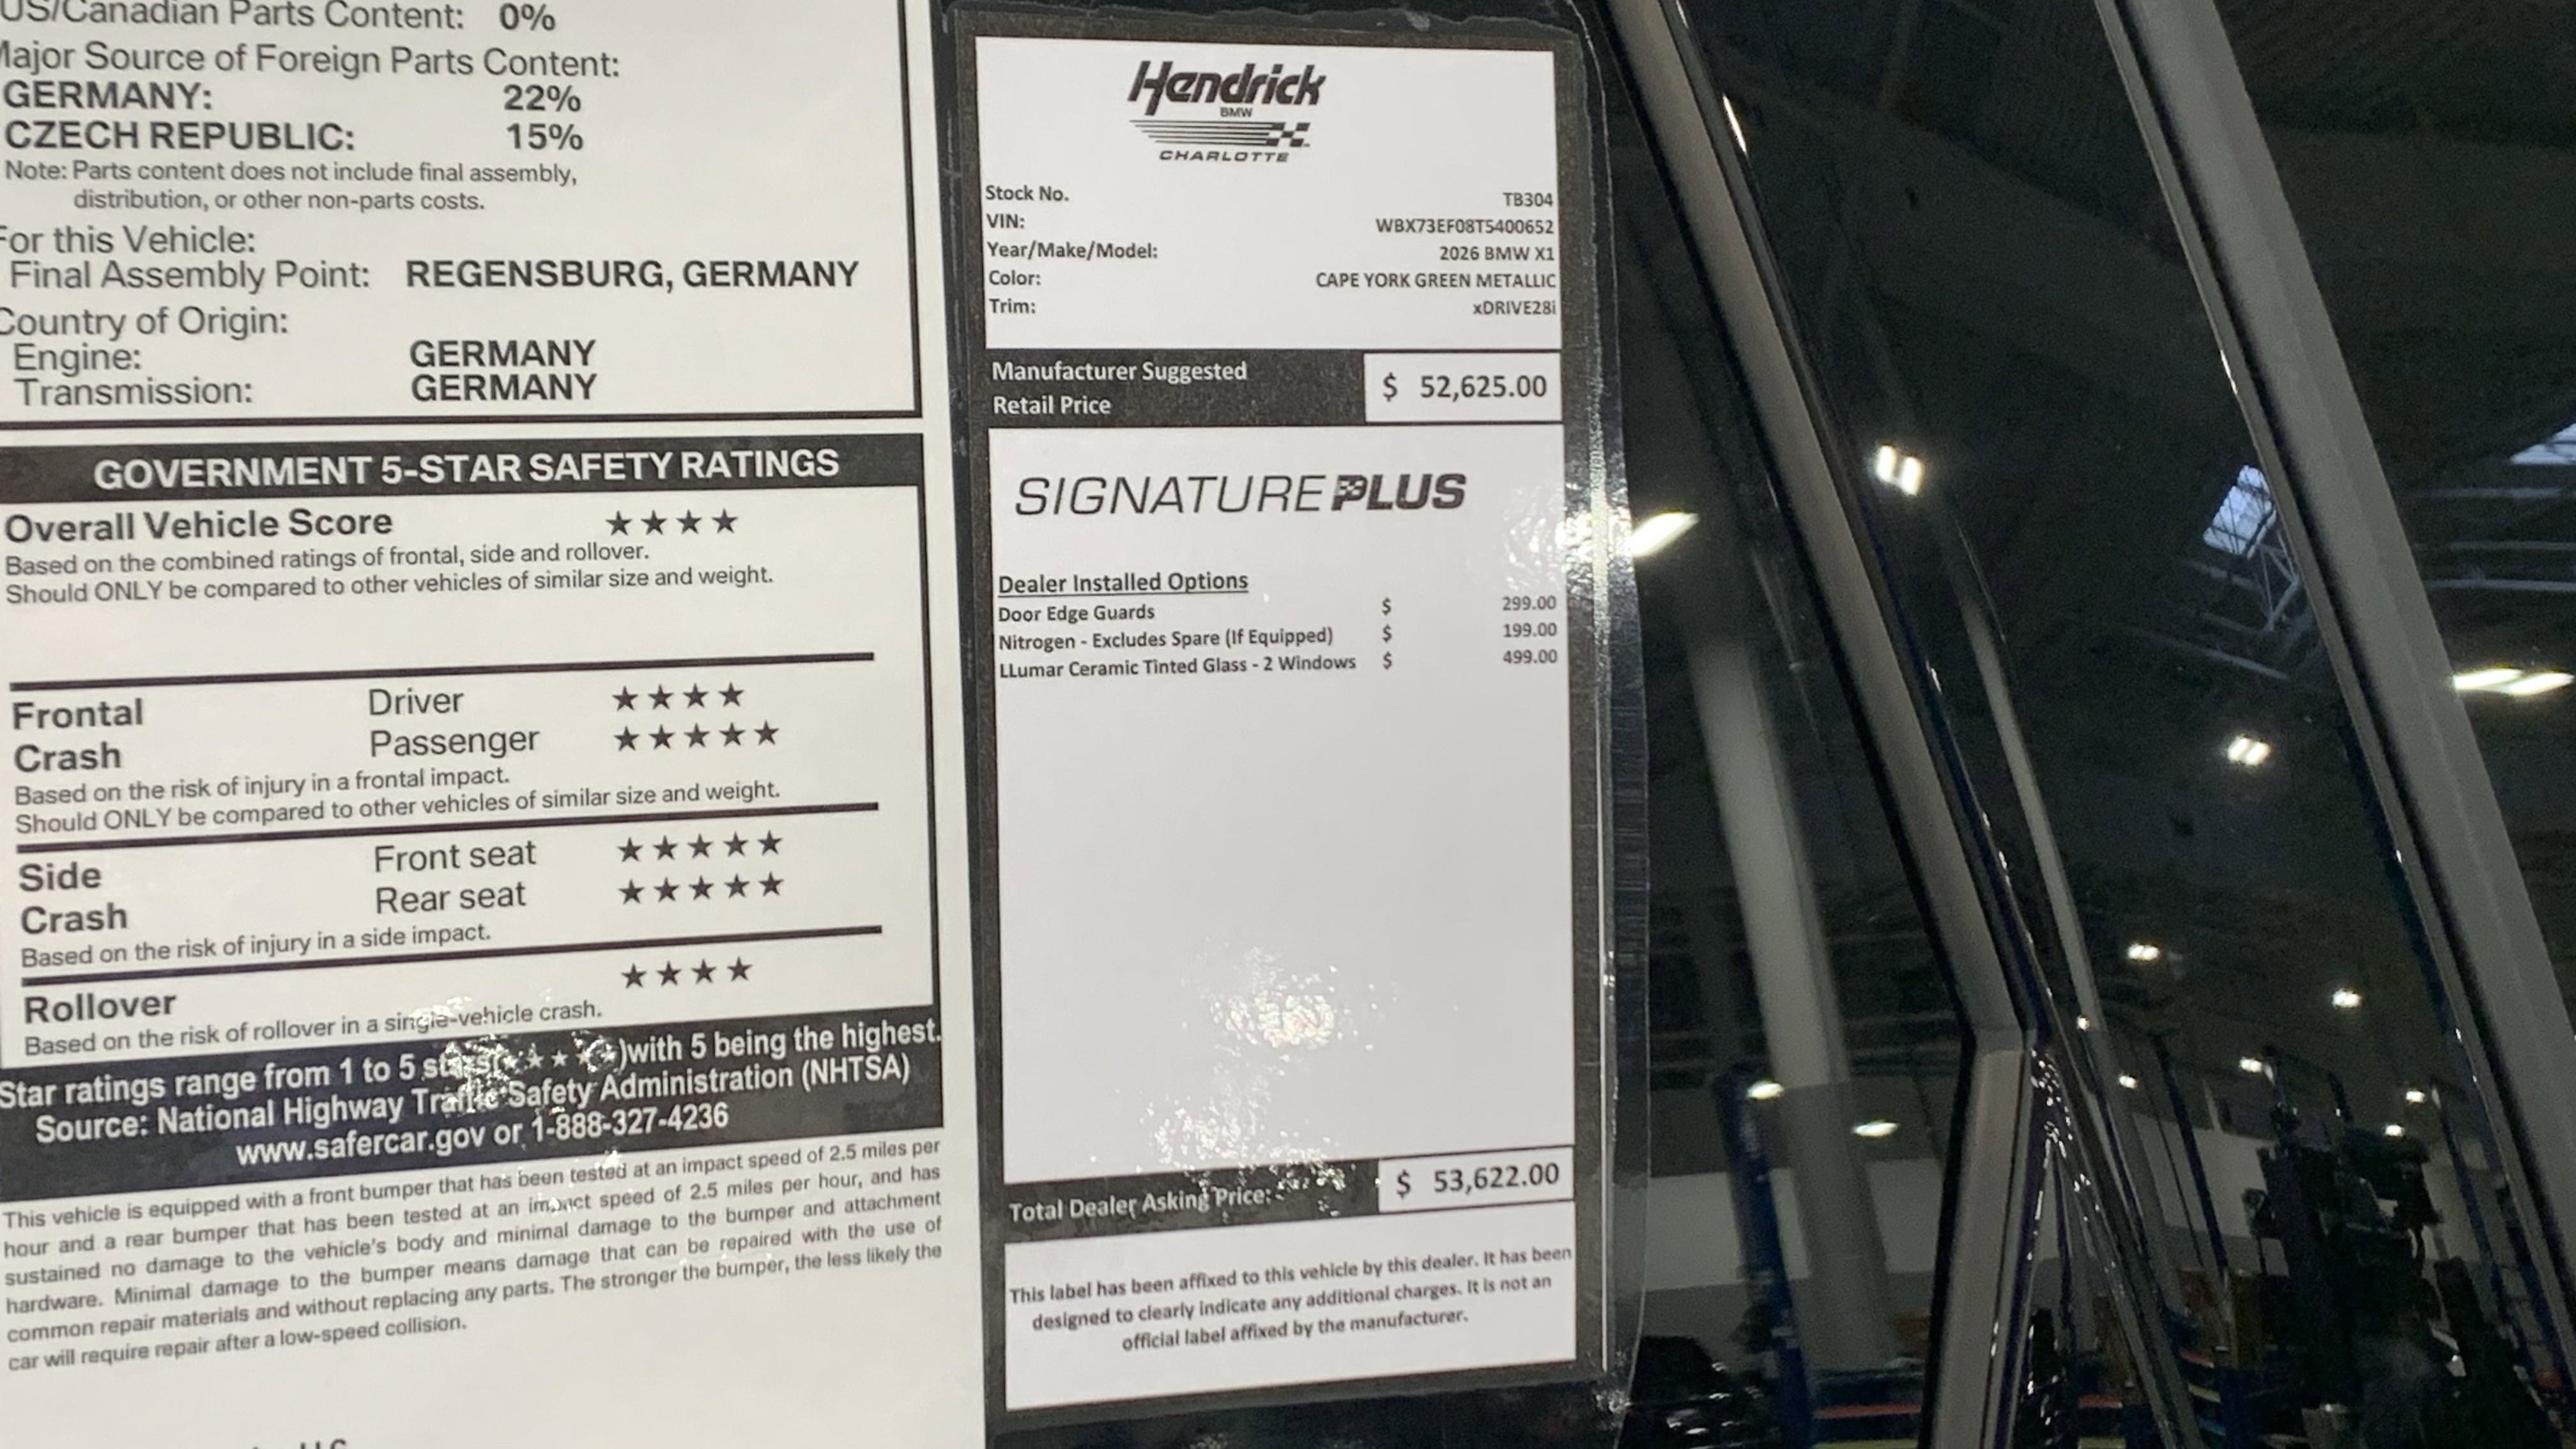 US/Canadian Parts Content: 0%
Major Source of Foreign Parts Content:
GERMANY: 22%
CZECH REPUBLIC: 15%
Note: Parts content does not include final assembly,
distribution, or other non-parts costs.
For this Vehicle:
Final Assembly Point: REGENSBURG, GERMANY
Country of Origin:
Engine: GERMANY
Transmission: GERMANY
GOVERNMENT 5-STAR SAFETY RATINGS
Overall Vehicle Score ★★★★
Based on the combined ratings of frontal, side and rollover.
Should ONLY be compared to other vehicles of similar size and weight.
Frontal Driver ★★★★
Crash Passenger ★★★★★
Based on the risk of injury in a frontal impact.
Should ONLY be compared to other vehicles of similar size and weight.
Side Front seat ★★★★★
Crash Rear seat ★★★★★
Based on the risk of injury in a side impact.
Rollover ★★★★
Based on the risk of rollover in a single-vehicle crash.
Star ratings range from 1 to 5 stars (★★★★★) with 5 being the highest.
Source: National Highway Traffic Safety Administration (NHTSA)
www.safercar.gov or 1-888-327-4236
This vehicle is equipped with a front bumper that has been tested at an impact speed of 2.5 miles per
hour and a rear bumper that has been tested at an impact speed of 2.5 miles per hour, and has
sustained no damage to the vehicle's body and minimal damage to the bumper and attachment
hardware. Minimal damage to the bumper means damage that can be repaired with the use of
common repair materials and without replacing any parts. The stronger the bumper, the less likely the
car will require repair after a low-speed collision.
Hendrick
BMW
CHARLOTTE
Stock No. TB304
VIN: WBX73EF08T5400652
Year/Make/Model: 2026 BMW X1
Color: CAPE YORK GREEN METALLIC
Trim: xDRIVE28i
Manufacturer Suggested
Retail Price $ 52,625.00
SIGNATURE PLUS
Dealer Installed Options
Door Edge Guards $ 299.00
Nitrogen - Excludes Spare (If Equipped) $ 199.00
LLumar Ceramic Tinted Glass - 2 Windows $ 499.00
Total Dealer Asking Price: $ 53,622.00
This label has been affixed to this vehicle by this dealer. It has been
designed to clearly indicate any additional charges. It is not an
official label affixed by the manufacturer.